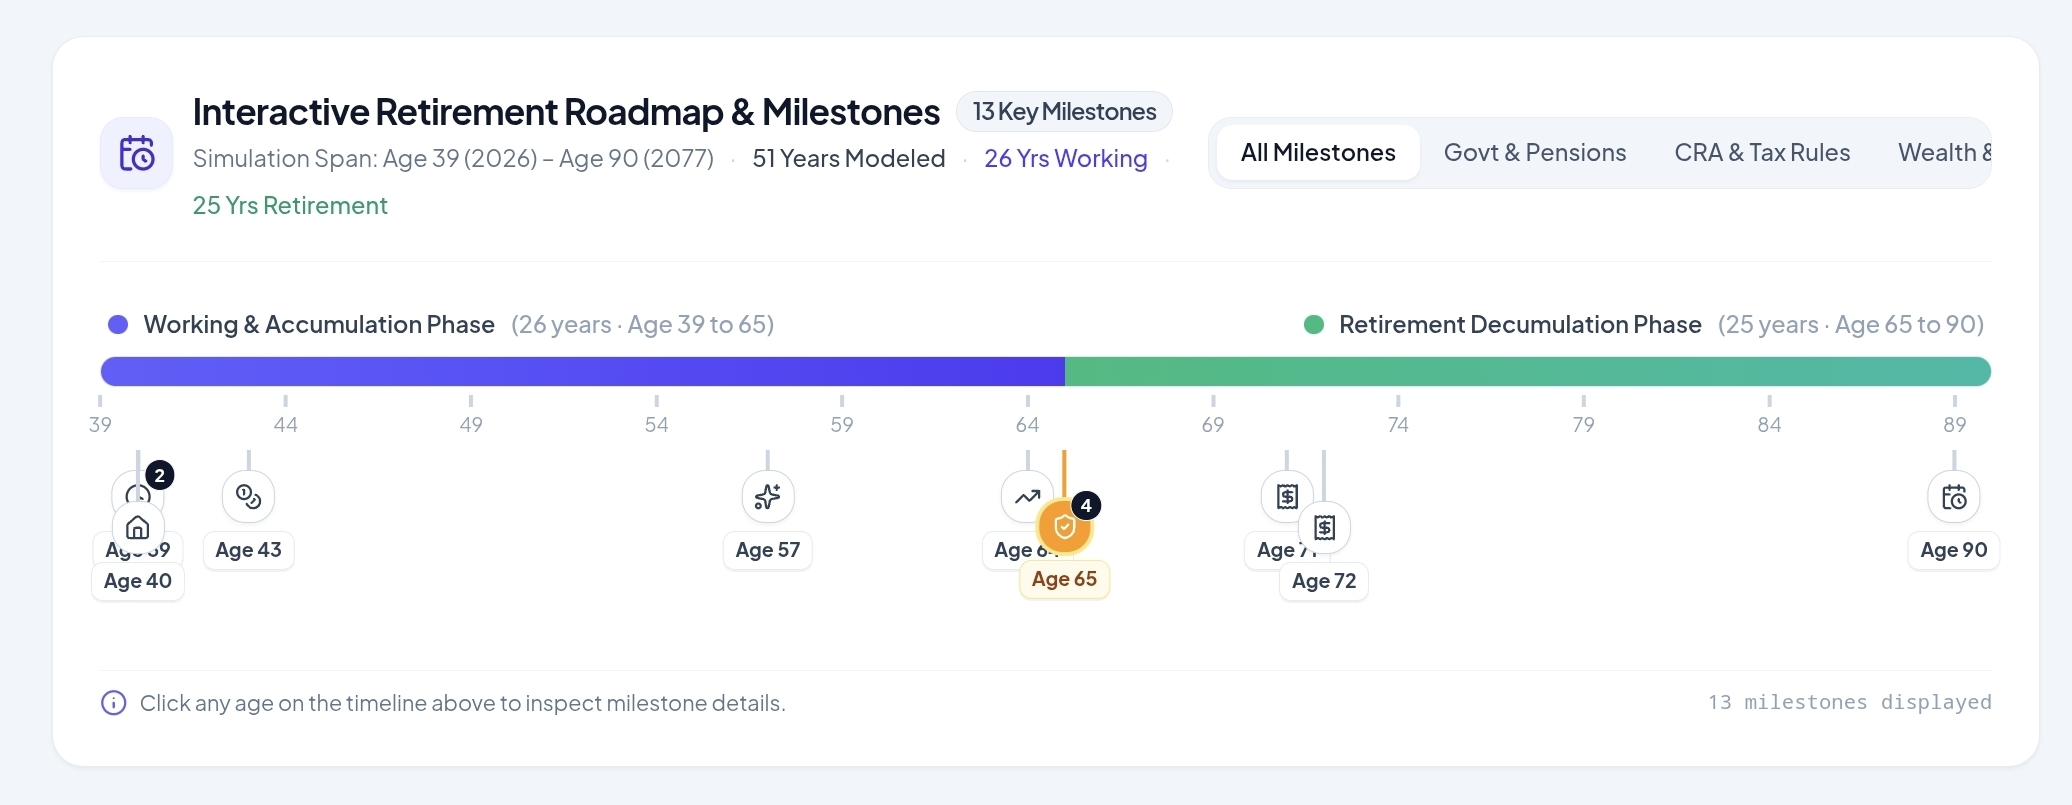 Interactive Retirement Roadmap & Milestones
13 Key Milestones
Simulation Span: Age 39 (2026) – Age 90 (2077) · 51 Years Modeled · 26 Yrs Working ·
25 Yrs Retirement
All Milestones
Govt & Pensions
CRA & Tax Rules
Wealth &
Working & Accumulation Phase (26 years · Age 39 to 65)
Retirement Decumulation Phase (25 years · Age 65 to 90)
39 44 49 54 59 64 69 74 79 84 89
2
4
Age 43
Age 57
Age 90
Age 40
Age 65
Age 72
Click any age on the timeline above to inspect milestone details.
13 milestones displayed